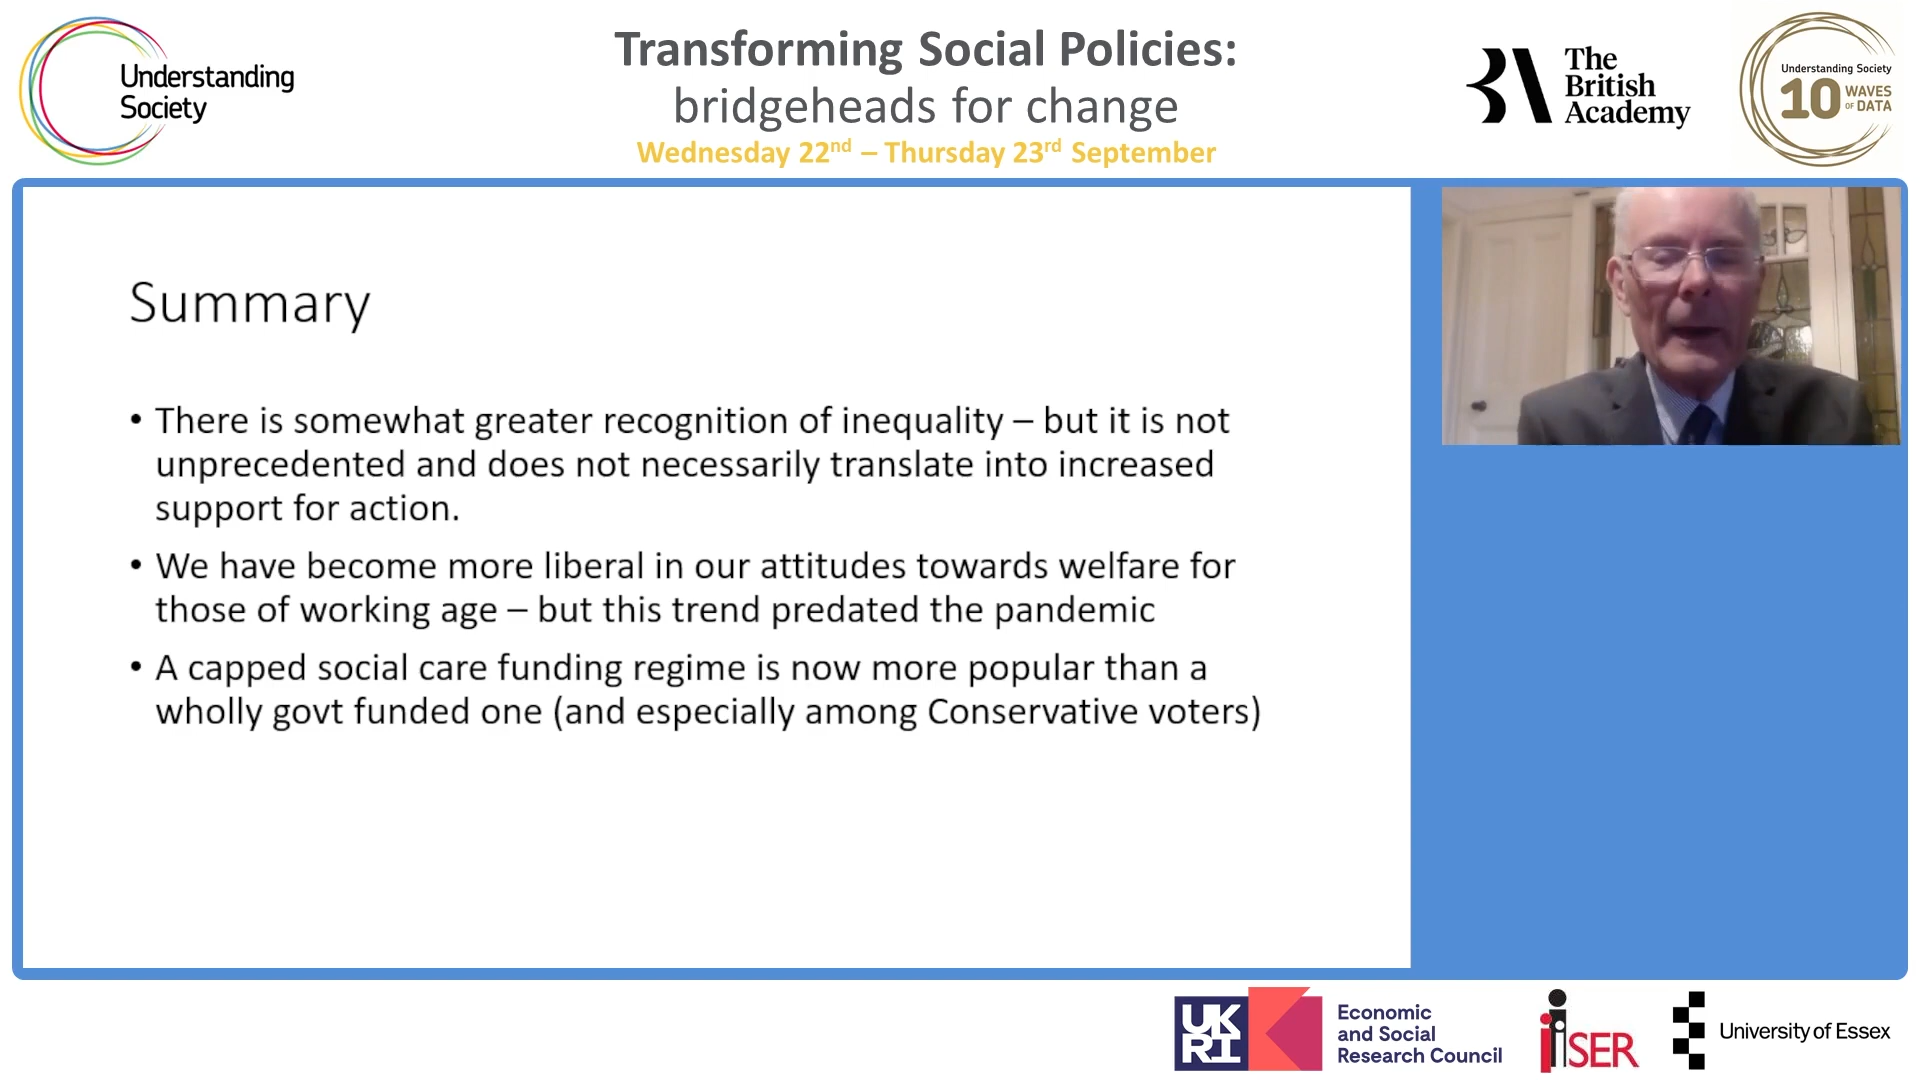 Understanding
Society
Transforming Social Policies:
bridgeheads for change
Wednesday 22nd – Thursday 23rd September
The
British
Academy
Understanding Society
10 WAVES
OF DATA
Summary
• There is somewhat greater recognition of inequality – but it is not
unprecedented and does not necessarily translate into increased
support for action.
• We have become more liberal in our attitudes towards welfare for
those of working age – but this trend predated the pandemic
• A capped social care funding regime is now more popular than a
wholly govt funded one (and especially among Conservative voters)
UK
RI
Economic
and Social
Research Council
iSER
University of Essex